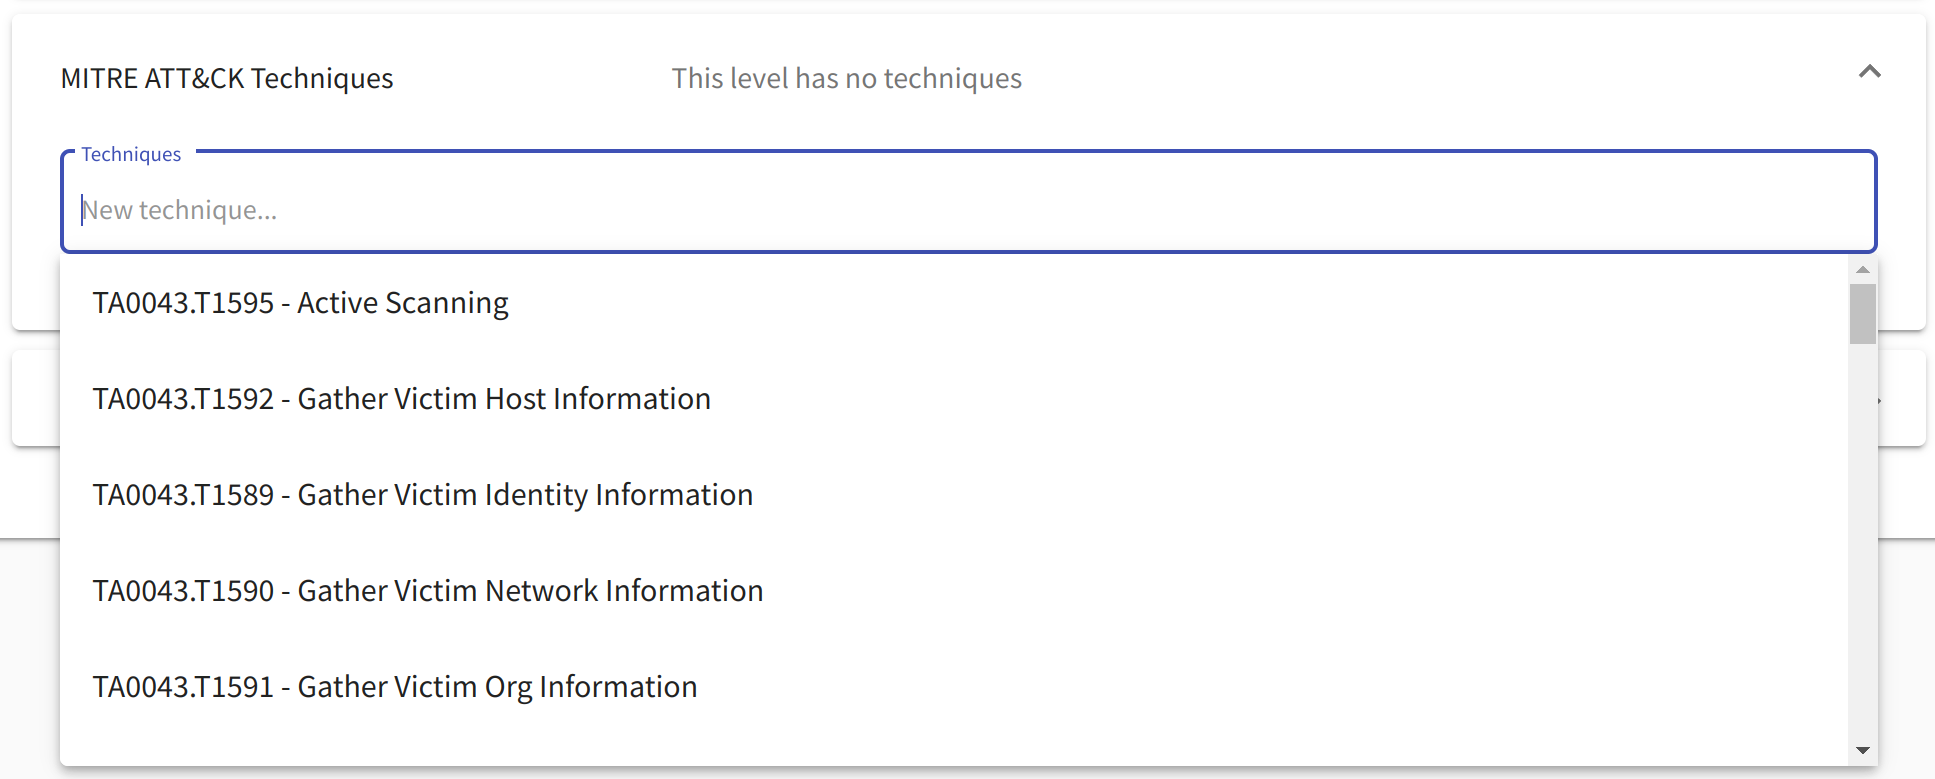 MITRE ATT&CK Techniques
This level has no techniques
Techniques
New technique...
TA0043.T1595 - Active Scanning
TA0043.T1592 - Gather Victim Host Information
TA0043.T1589 - Gather Victim Identity Information
TA0043.T1590 - Gather Victim Network Information
TA0043.T1591 - Gather Victim Org Information